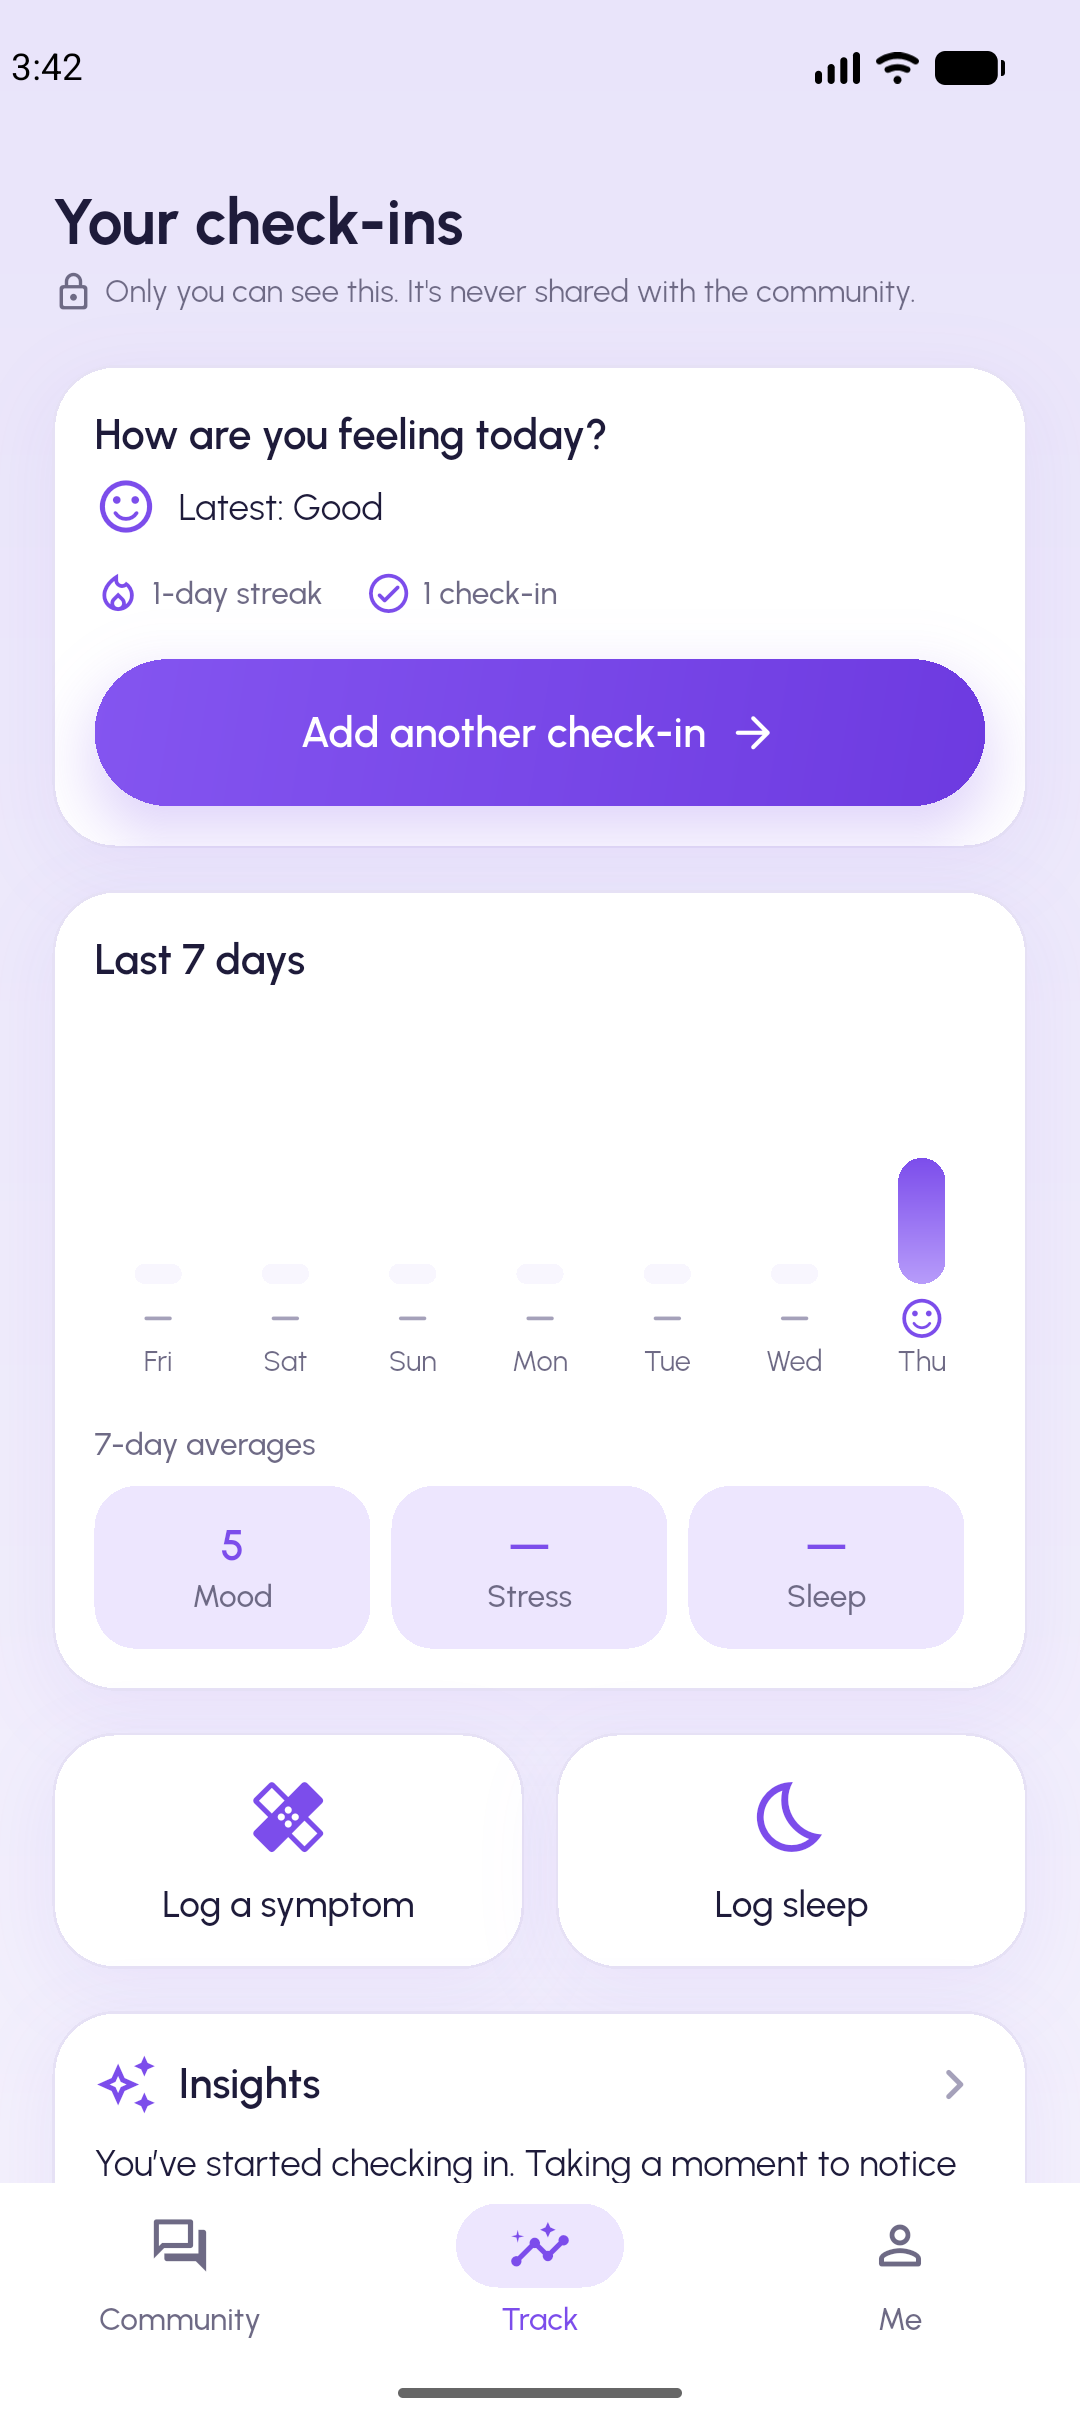 3:42
Your check-ins
Only you can see this. It's never shared with the community.
How are you feeling today?
Latest: Good
1-day streak
1 check-in
Add another check-in
Last 7 days
— — — — — —
Fri Sat Sun Mon Tue Wed Thu
7-day averages
5 — —
Mood Stress Sleep
Log a symptom
Log sleep
Insights
You've started checking in. Taking a moment to notice
Community Track Me